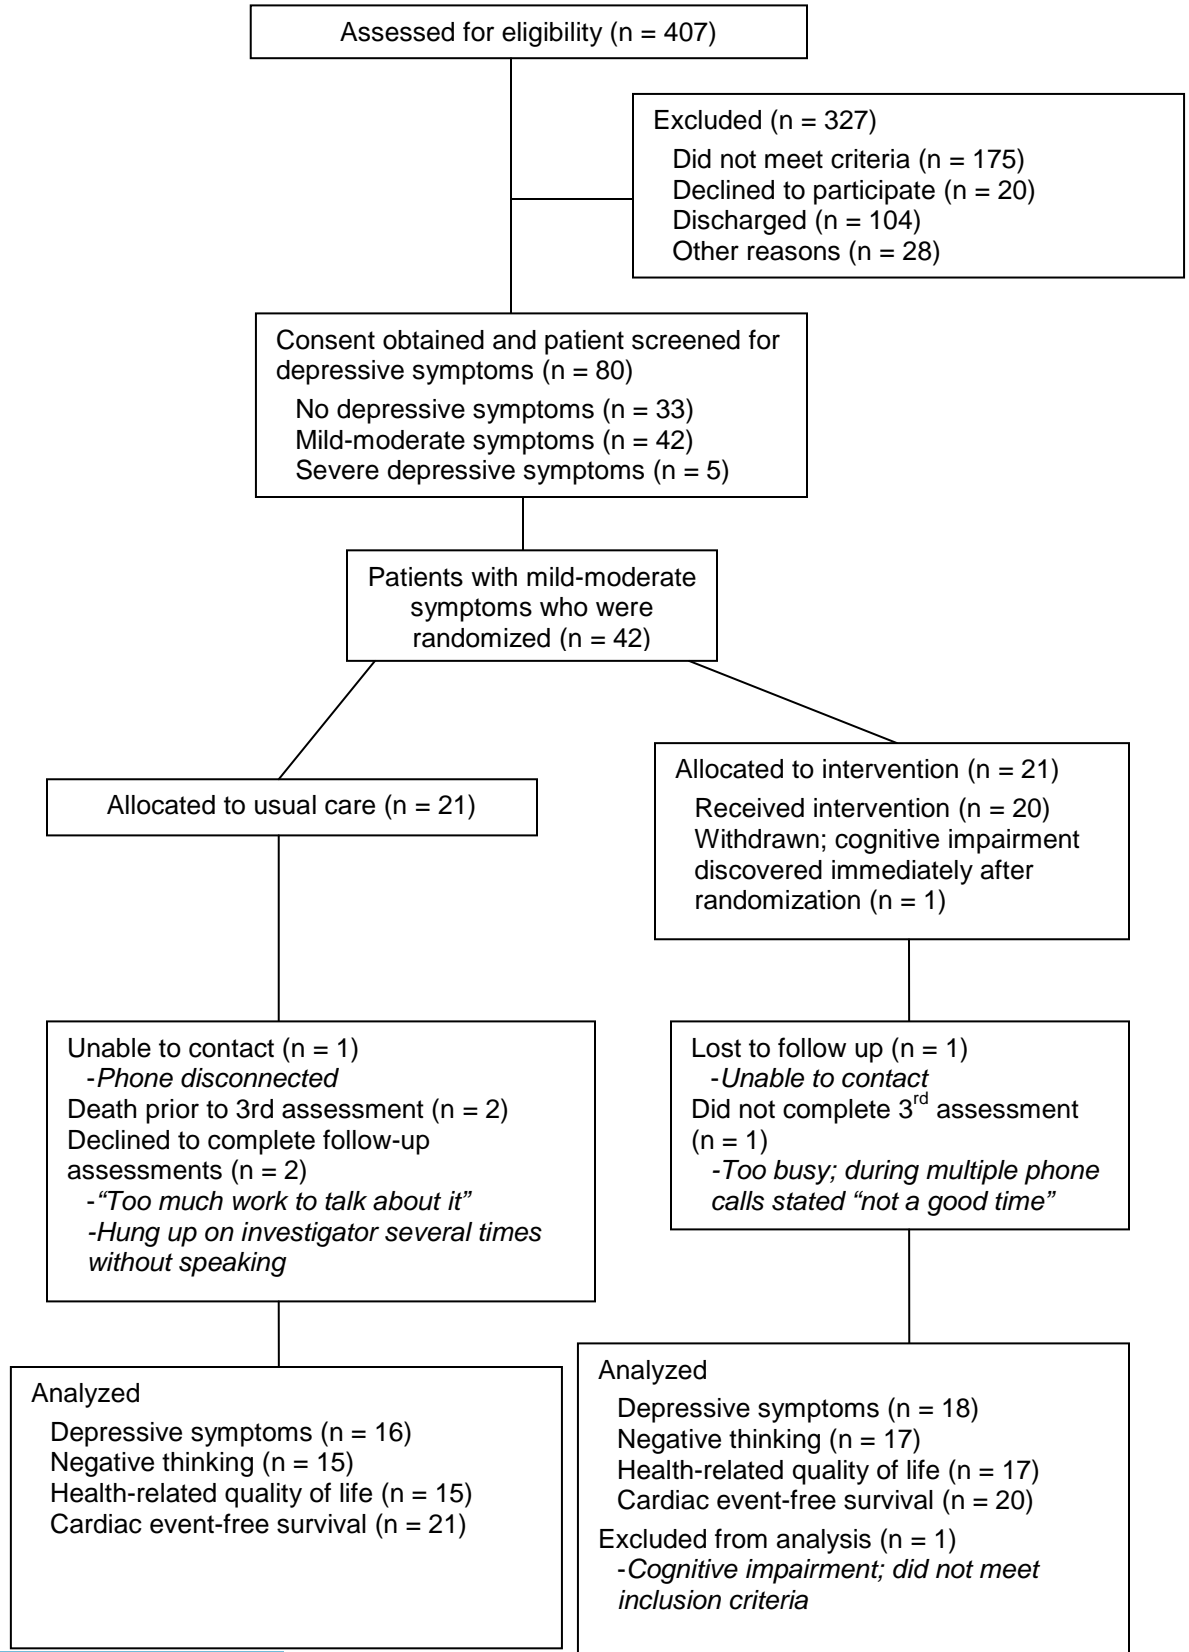 Assessed for eligibility (n = 407)
Excluded (n = 327)
Did not meet criteria (n = 175)
Declined to participate (n = 20)
Discharged (n = 104)
Other reasons (n = 28)
Consent obtained and patient screened for
depressive symptoms (n = 80)
No depressive symptoms (n = 33)
Mild-moderate symptoms (n = 42)
Severe depressive symptoms (n = 5)
Patients with mild-moderate
symptoms who were
randomized (n = 42)
Allocated to usual care (n = 21)
Allocated to intervention (n = 21)
Received intervention (n = 20)
Withdrawn; cognitive impairment
discovered immediately after
randomization (n = 1)
Unable to contact (n = 1)
-Phone disconnected
Death prior to 3rd assessment (n = 2)
Declined to complete follow-up
assessments (n = 2)
-“Too much work to talk about it”
-Hung up on investigator several times
without speaking
Lost to follow up (n = 1)
-Unable to contact
Did not complete 3rd assessment
(n = 1)
-Too busy; during multiple phone
calls stated “not a good time”
Analyzed
Depressive symptoms (n = 16)
Negative thinking (n = 15)
Health-related quality of life (n = 15)
Cardiac event-free survival (n = 21)
Analyzed
Depressive symptoms (n = 18)
Negative thinking (n = 17)
Health-related quality of life (n = 17)
Cardiac event-free survival (n = 20)
Excluded from analysis (n = 1)
-Cognitive impairment; did not meet
inclusion criteria